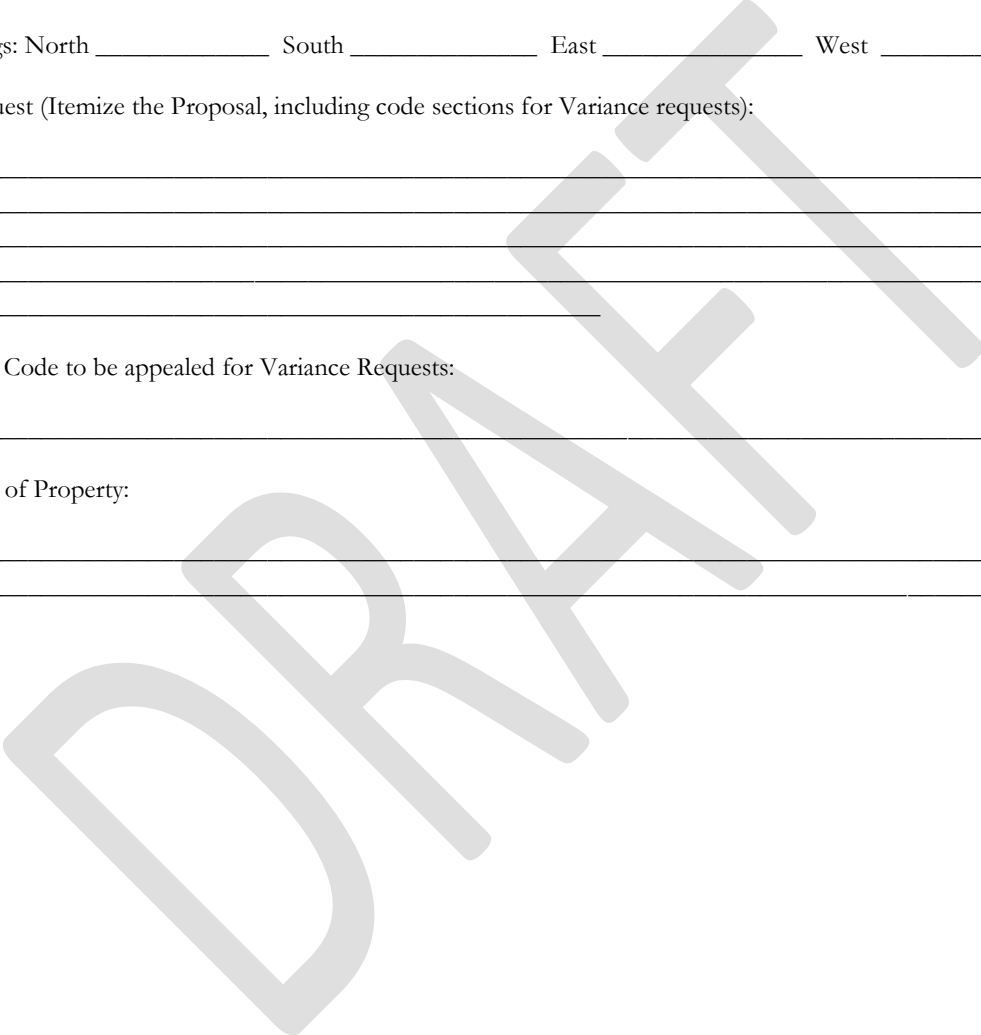 gs: North _____________ South ______________ East _______________ West ________
uest (Itemize the Proposal, including code sections for Variance requests):
Code to be appealed for Variance Requests:
of Property:
DRAFT